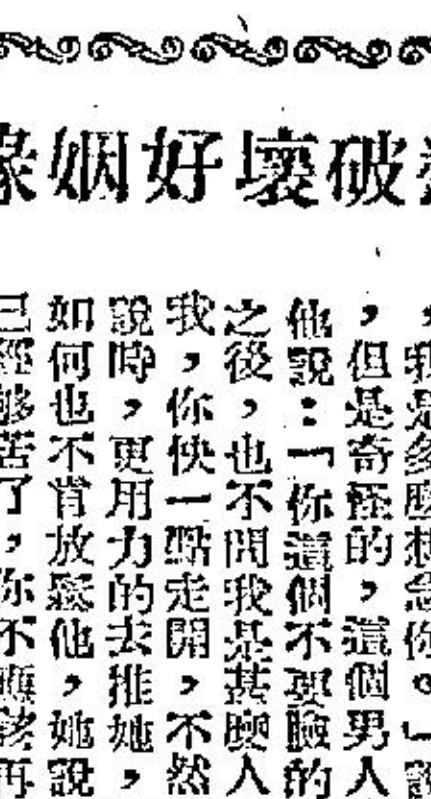 破壞好姻緣
，我是多麼想念你。」說
，但是奇怪的，這個男人
他說：「你這個不要臉的
之後，也不問我是甚麼人
我，你快一點走開，不然
說時，更用力的去推她，
如何也不肯放鬆他，她說
已經够苦了，你不應該再